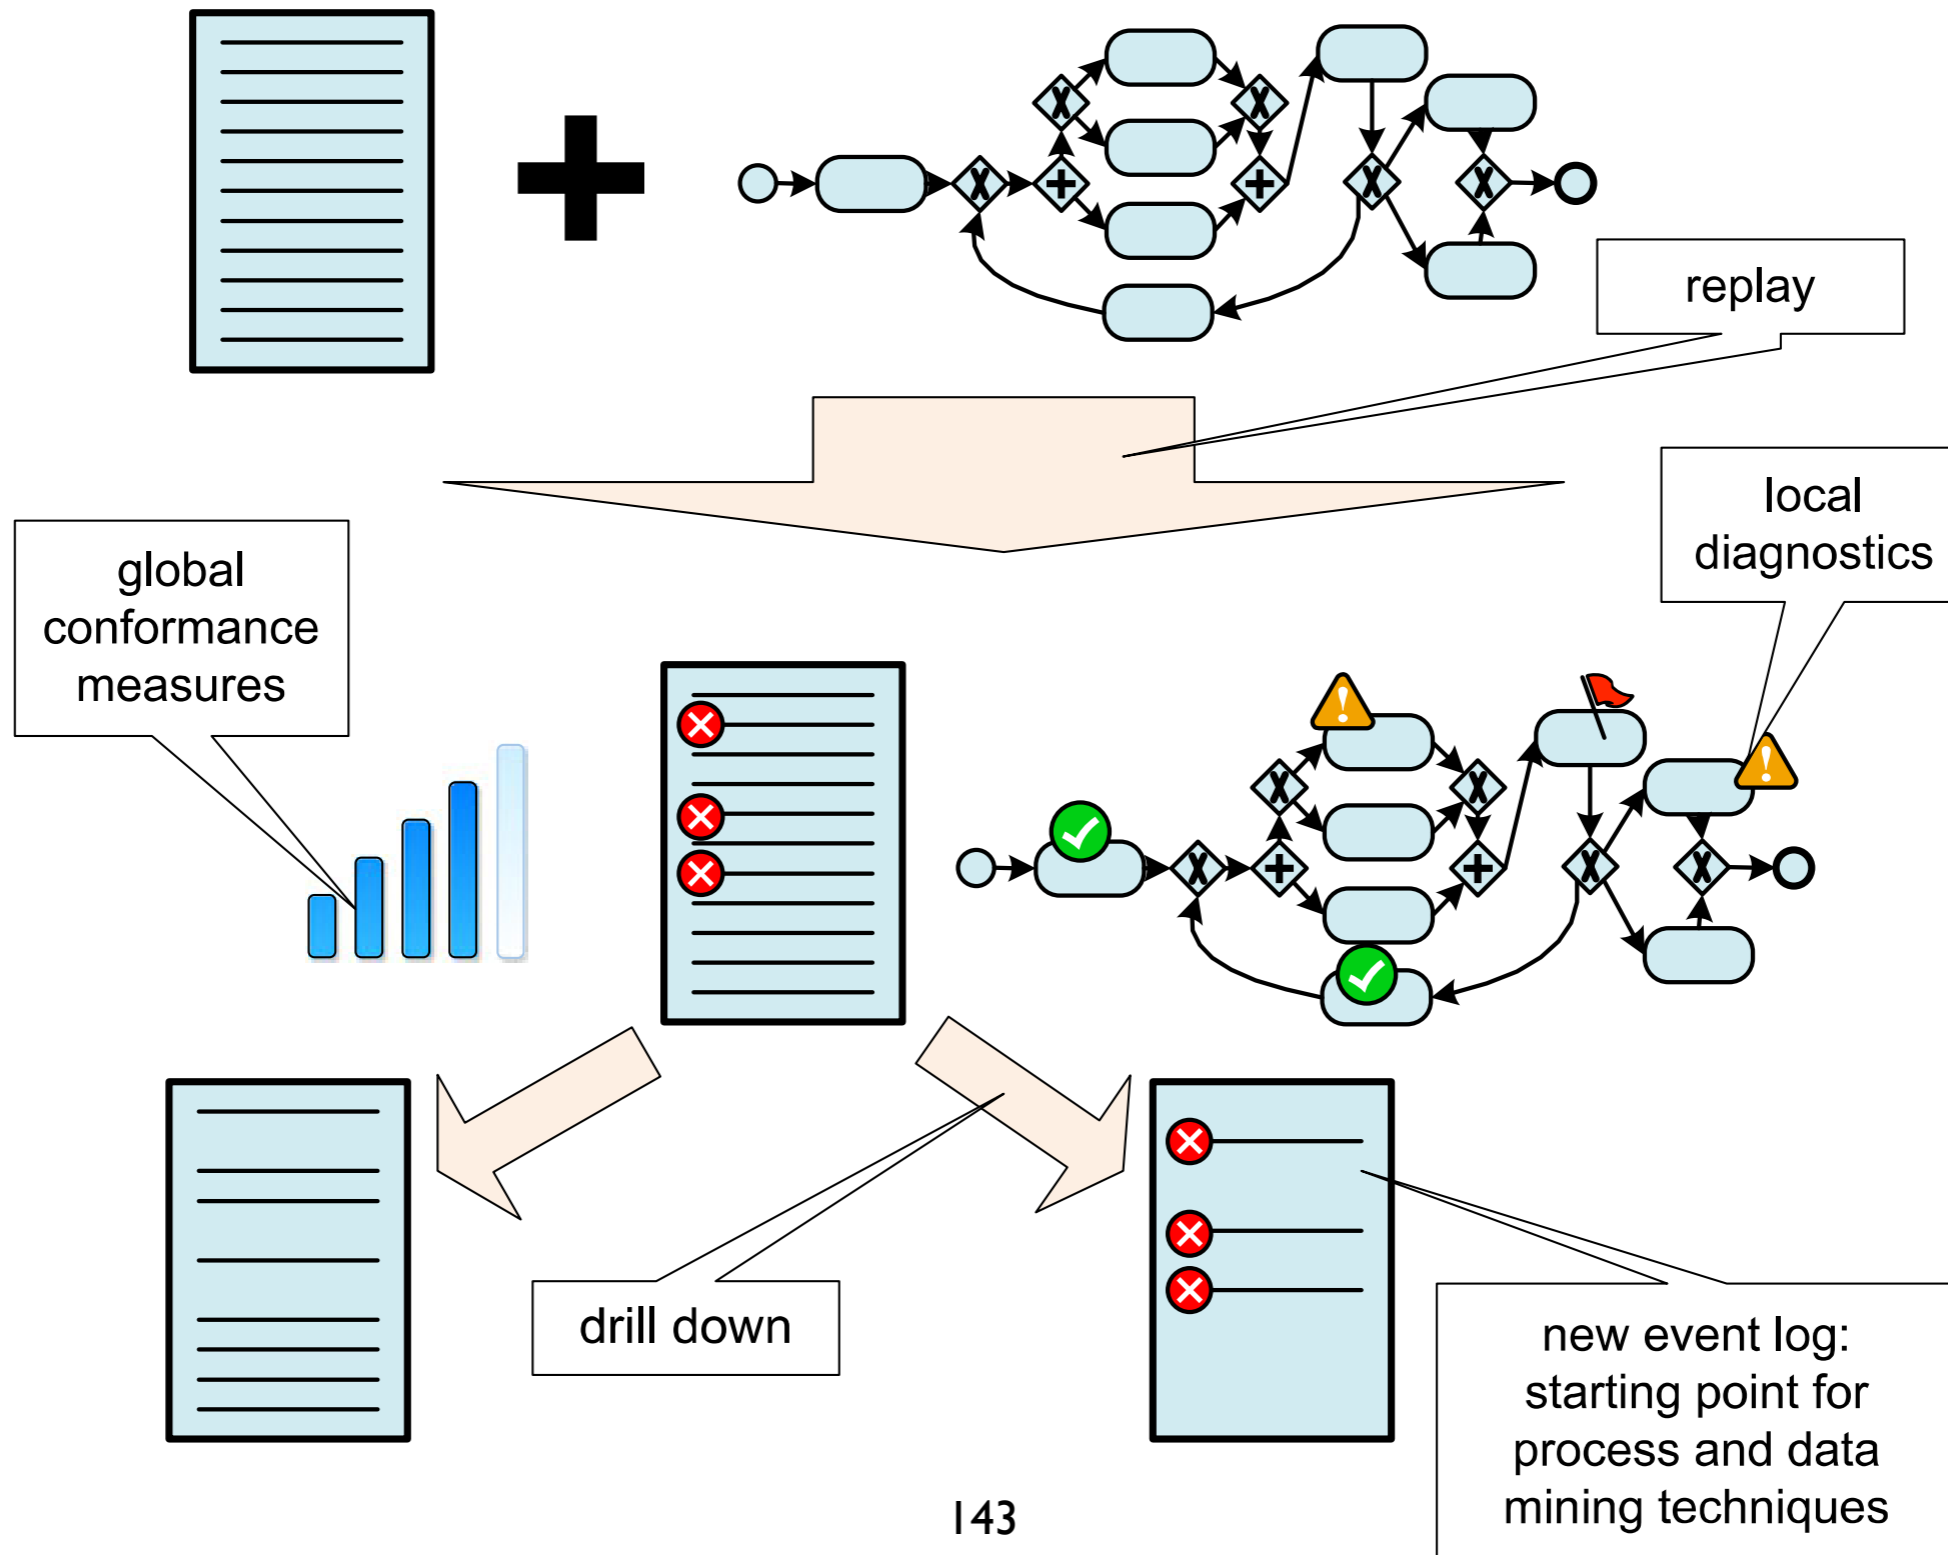 replay
local
diagnostics
global
conformance
measures
drill down
new event log:
starting point for
process and data
mining techniques
143